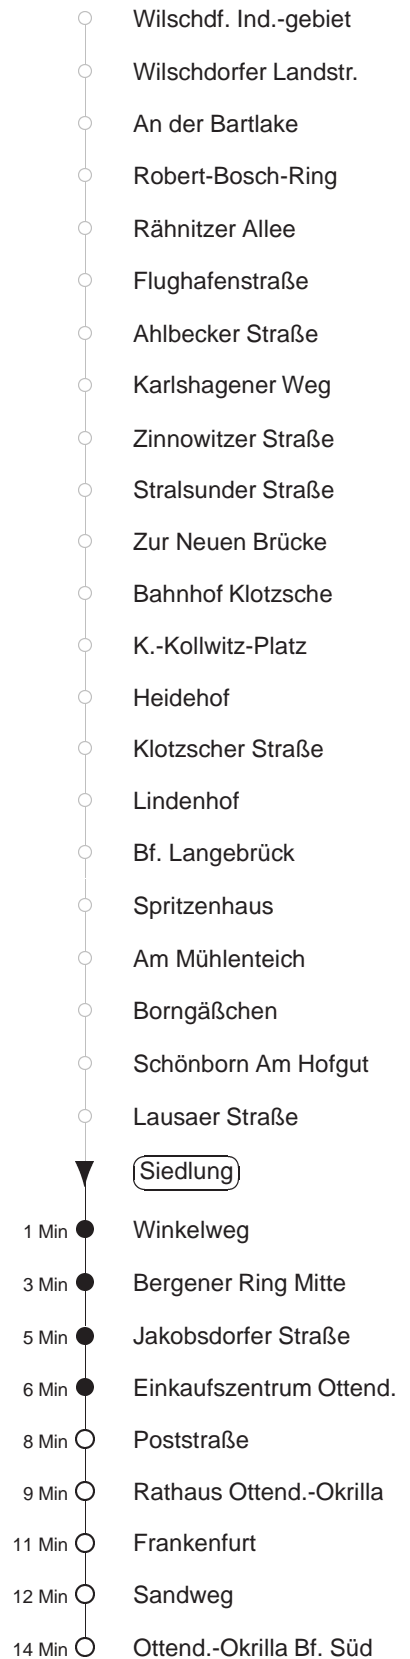 Wilschdf. Ind.-gebiet
Wilschdorfer Landstr.
An der Bartlake
Robert-Bosch-Ring
Rähnitzer Allee
Flughafenstraße
Ahlbecker Straße
Karlshagener Weg
Zinnowitzer Straße
Stralsunder Straße
Zur Neuen Brücke
Bahnhof Klotzsche
K.-Kollwitz-Platz
Heidehof
Klotzscher Straße
Lindenhof
Bf. Langebrück
Spritzenhaus
Am Mühlenteich
Borngäßchen
Schönborn Am Hofgut
Lausaer Straße
Siedlung
1 Min Winkelweg
3 Min Bergener Ring Mitte
5 Min Jakobsdorfer Straße
6 Min Einkaufszentrum Ottend.
8 Min Poststraße
9 Min Rathaus Ottend.-Okrilla
11 Min Frankenfurt
12 Min Sandweg
14 Min Ottend.-Okrilla Bf. Süd